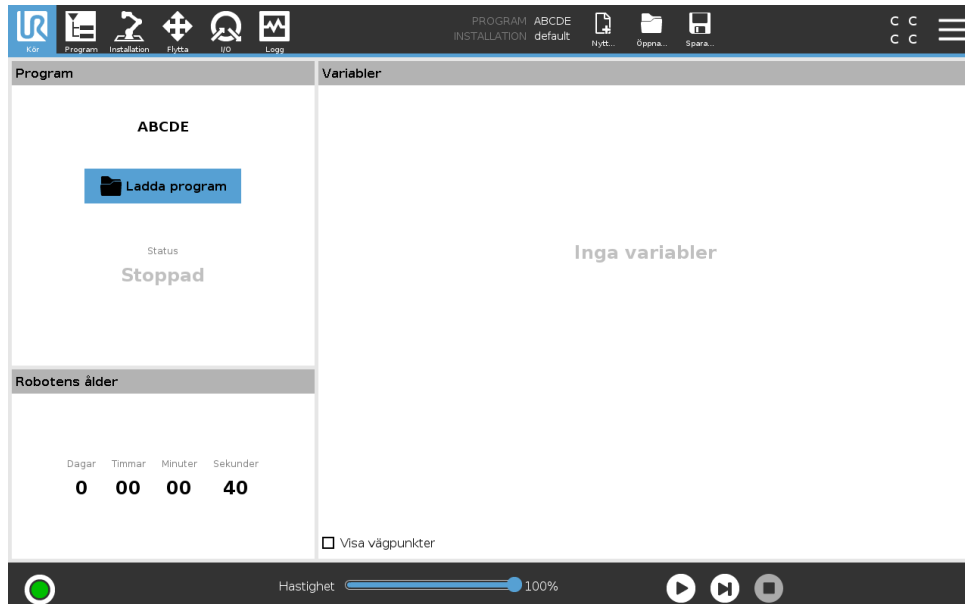 PROGRAM ABCDE
INSTALLATION default
C C
C C
Kör Program Installation Flytta I/O Logg Nytt... Öppna... Spara...
Program
Variabler
ABCDE
Ladda program
Status
Stoppad
Inga variabler
Robotens ålder
Dagar Timmar Minuter Sekunder
0 00 00 40
Visa vägpunkter
Hastighet 100%